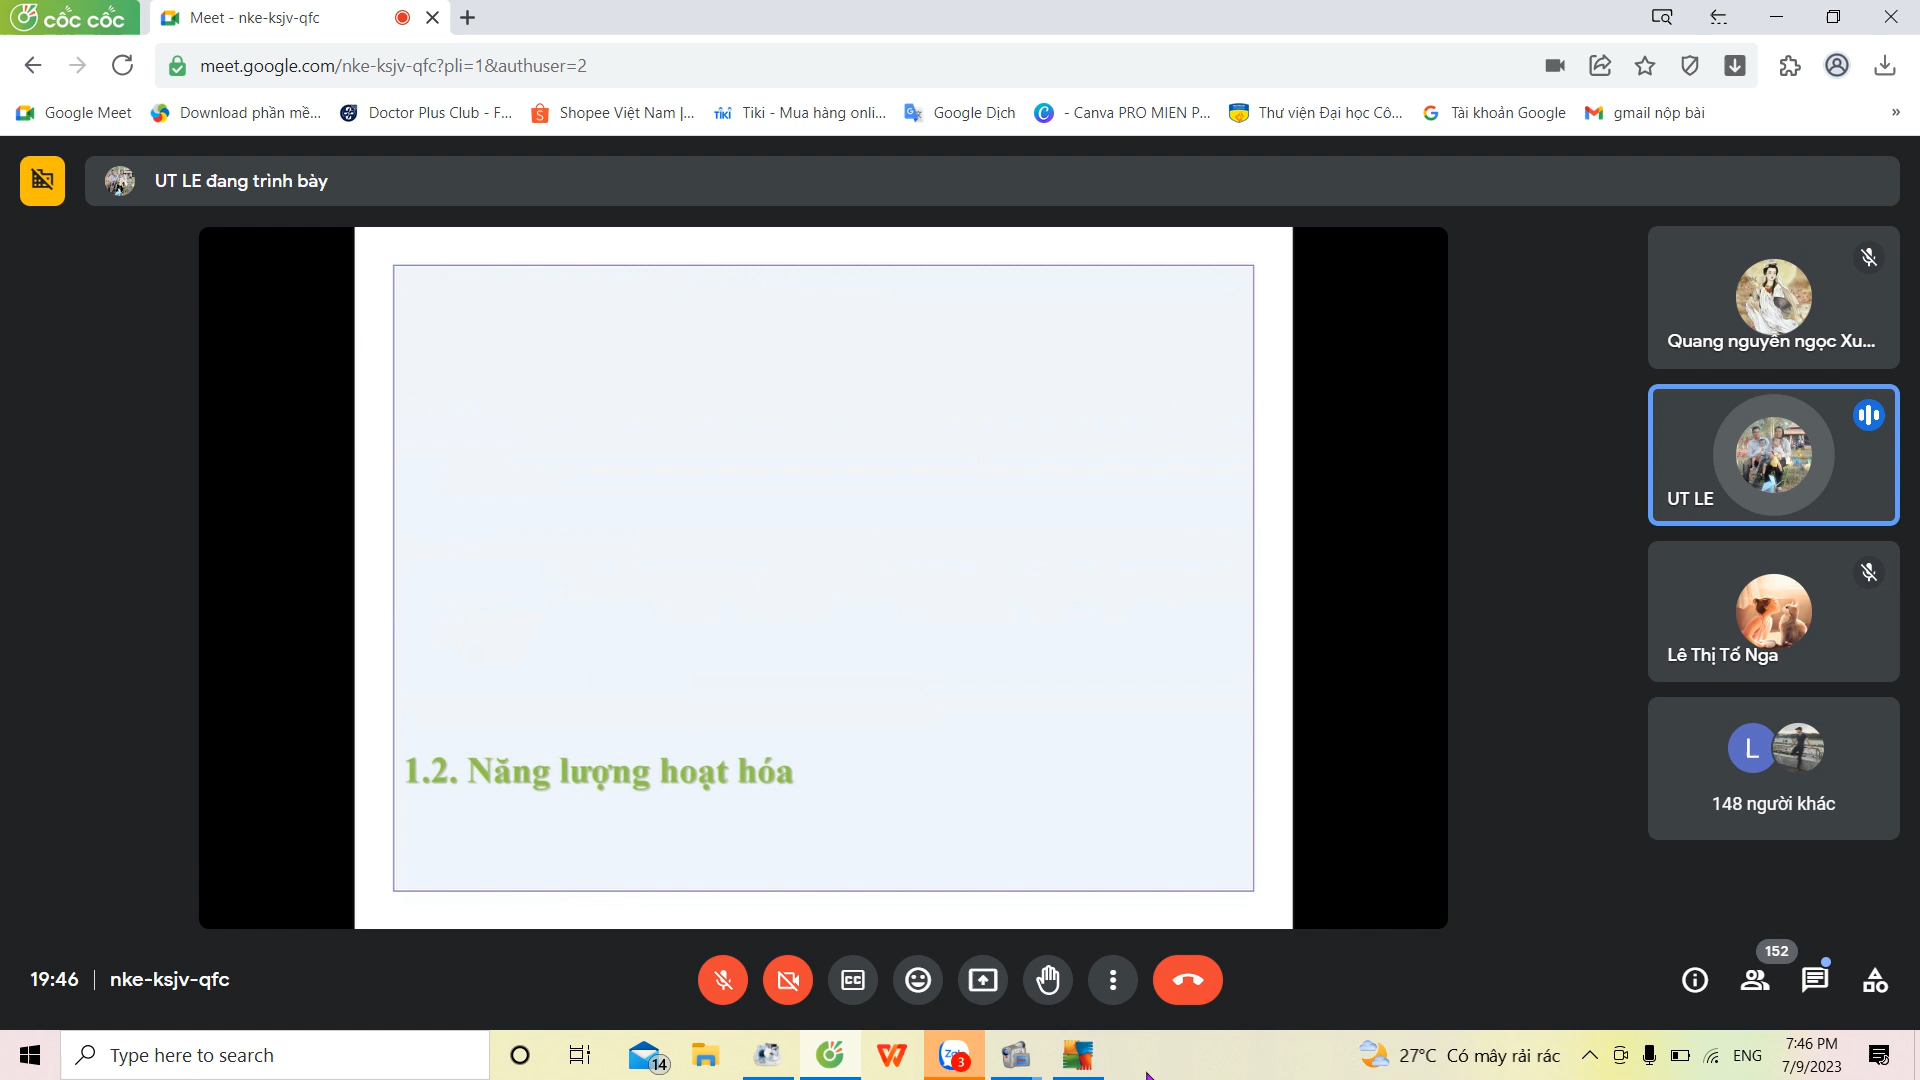 cốc cốc
Meet - nke-ksjv-qfc
meet.google.com/nke-ksjv-qfc?pli=1&authuser=2
Google Meet
Download phần mề...
Doctor Plus Club - F...
Shopee Việt Nam |...
TIKI
Tiki - Mua hàng onli...
Google Dịch
- Canva PRO MIEN P...
Thư viện Đại học Cô...
Tài khoản Google
gmail nộp bài
»
UT LE đang trình bày
Quang nguyễn ngọc Xu...
UT LE
Lê Thị Tố Nga
L
148 người khác
1.2. Năng lượng hoạt hóa
19:46
nke-ksjv-qfc
152
Type here to search
14
3
27°C Có mây rải rác
ENG
7:46 PM
7/9/2023